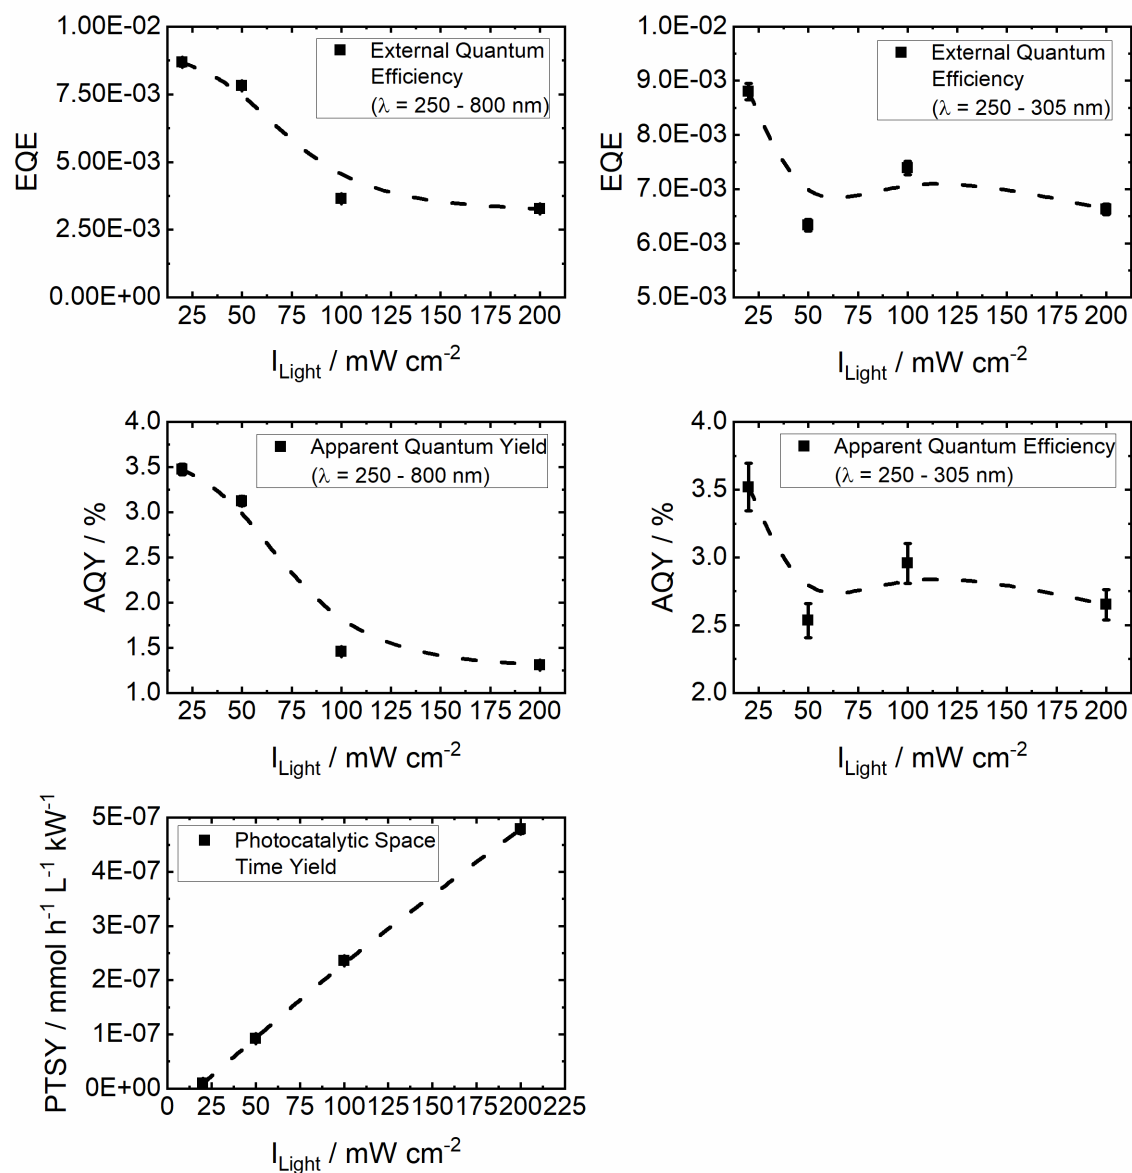 1.00E-02
7.50E-03
5.00E-03
2.50E-03
0.00E+00
EQE
External Quantum
Efficiency
(λ = 250 - 800 nm)
25 50 75 100 125 150 175 200
I_Light / mW cm⁻²
1.0E-02
9.0E-03
8.0E-03
7.0E-03
6.0E-03
5.0E-03
EQE
External Quantum
Efficiency
(λ = 250 - 305 nm)
25 50 75 100 125 150 175 200
I_Light / mW cm⁻²
4.0
3.5
3.0
2.5
2.0
1.5
1.0
AQY / %
Apparent Quantum Yield
(λ = 250 - 800 nm)
25 50 75 100 125 150 175 200
I_Light / mW cm⁻²
4.0
3.5
3.0
2.5
2.0
AQY / %
Apparent Quantum Efficiency
(λ = 250 - 305 nm)
25 50 75 100 125 150 175 200
I_Light / mW cm⁻²
5E-07
4E-07
3E-07
2E-07
1E-07
0E+00
PTSY / mmol h⁻¹ L⁻¹ kW⁻¹
Photocatalytic Space
Time Yield
0 25 50 75 100 125 150 175 200 225
I_Light / mW cm⁻²